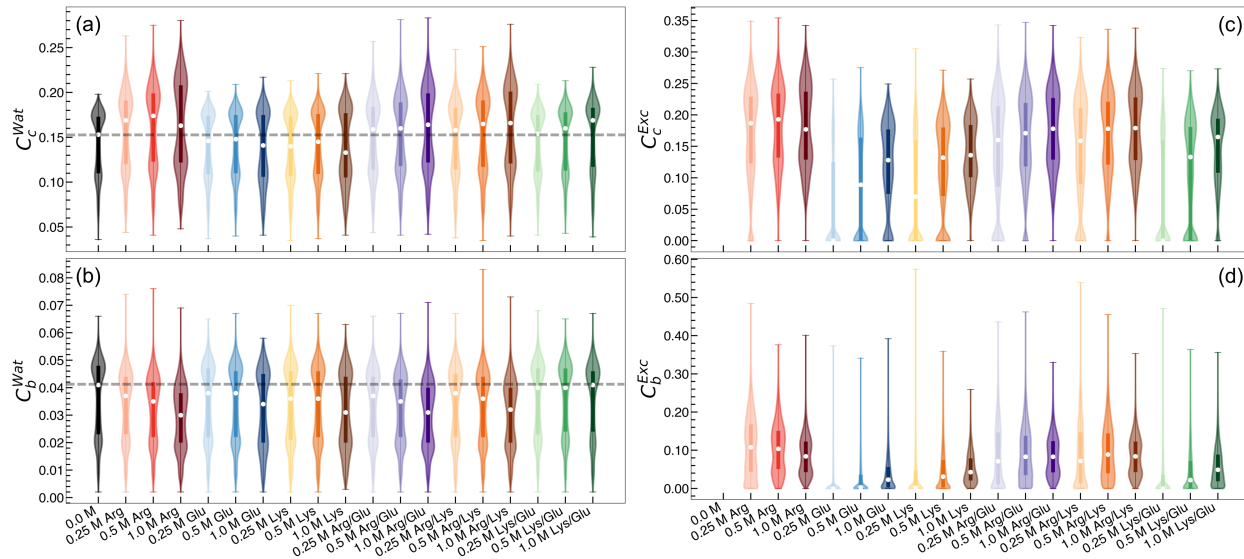 (a)
C_c^Wat
0.25
0.20
0.15
0.10
0.05
(b)
C_b^Wat
0.08
0.07
0.06
0.05
0.04
0.03
0.02
0.01
0.00
0.0 M
0.25 M Arg
0.5 M Arg
1.0 M Arg
0.25 M Glu
0.5 M Glu
1.0 M Glu
0.25 M Lys
0.5 M Lys
1.0 M Lys
0.25 M Arg/Glu
0.5 M Arg/Glu
1.0 M Arg/Glu
0.25 M Arg/Lys
0.5 M Arg/Lys
1.0 M Arg/Lys
0.25 M Lys/Glu
0.5 M Lys/Glu
1.0 M Lys/Glu
(c)
C_c^Exc
0.35
0.30
0.25
0.20
0.15
0.10
0.05
0.00
(d)
C_b^Exc
0.60
0.50
0.40
0.30
0.20
0.10
0.00
0.0 M
0.25 M Arg
0.5 M Arg
1.0 M Arg
0.25 M Glu
0.5 M Glu
1.0 M Glu
0.25 M Lys
0.5 M Lys
1.0 M Lys
0.25 M Arg/Glu
0.5 M Arg/Glu
1.0 M Arg/Glu
0.25 M Arg/Lys
0.5 M Arg/Lys
1.0 M Arg/Lys
0.25 M Lys/Glu
0.5 M Lys/Glu
1.0 M Lys/Glu